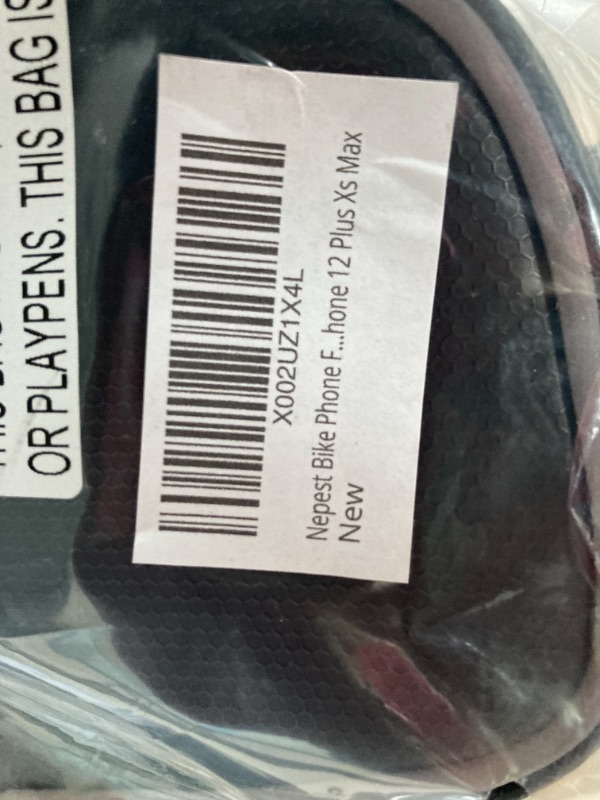 OR PLAYPENS. THIS BAG IS
X002UZ1X4L
Nepest Bike Phone F...hone 12 Plus Xs Max
New